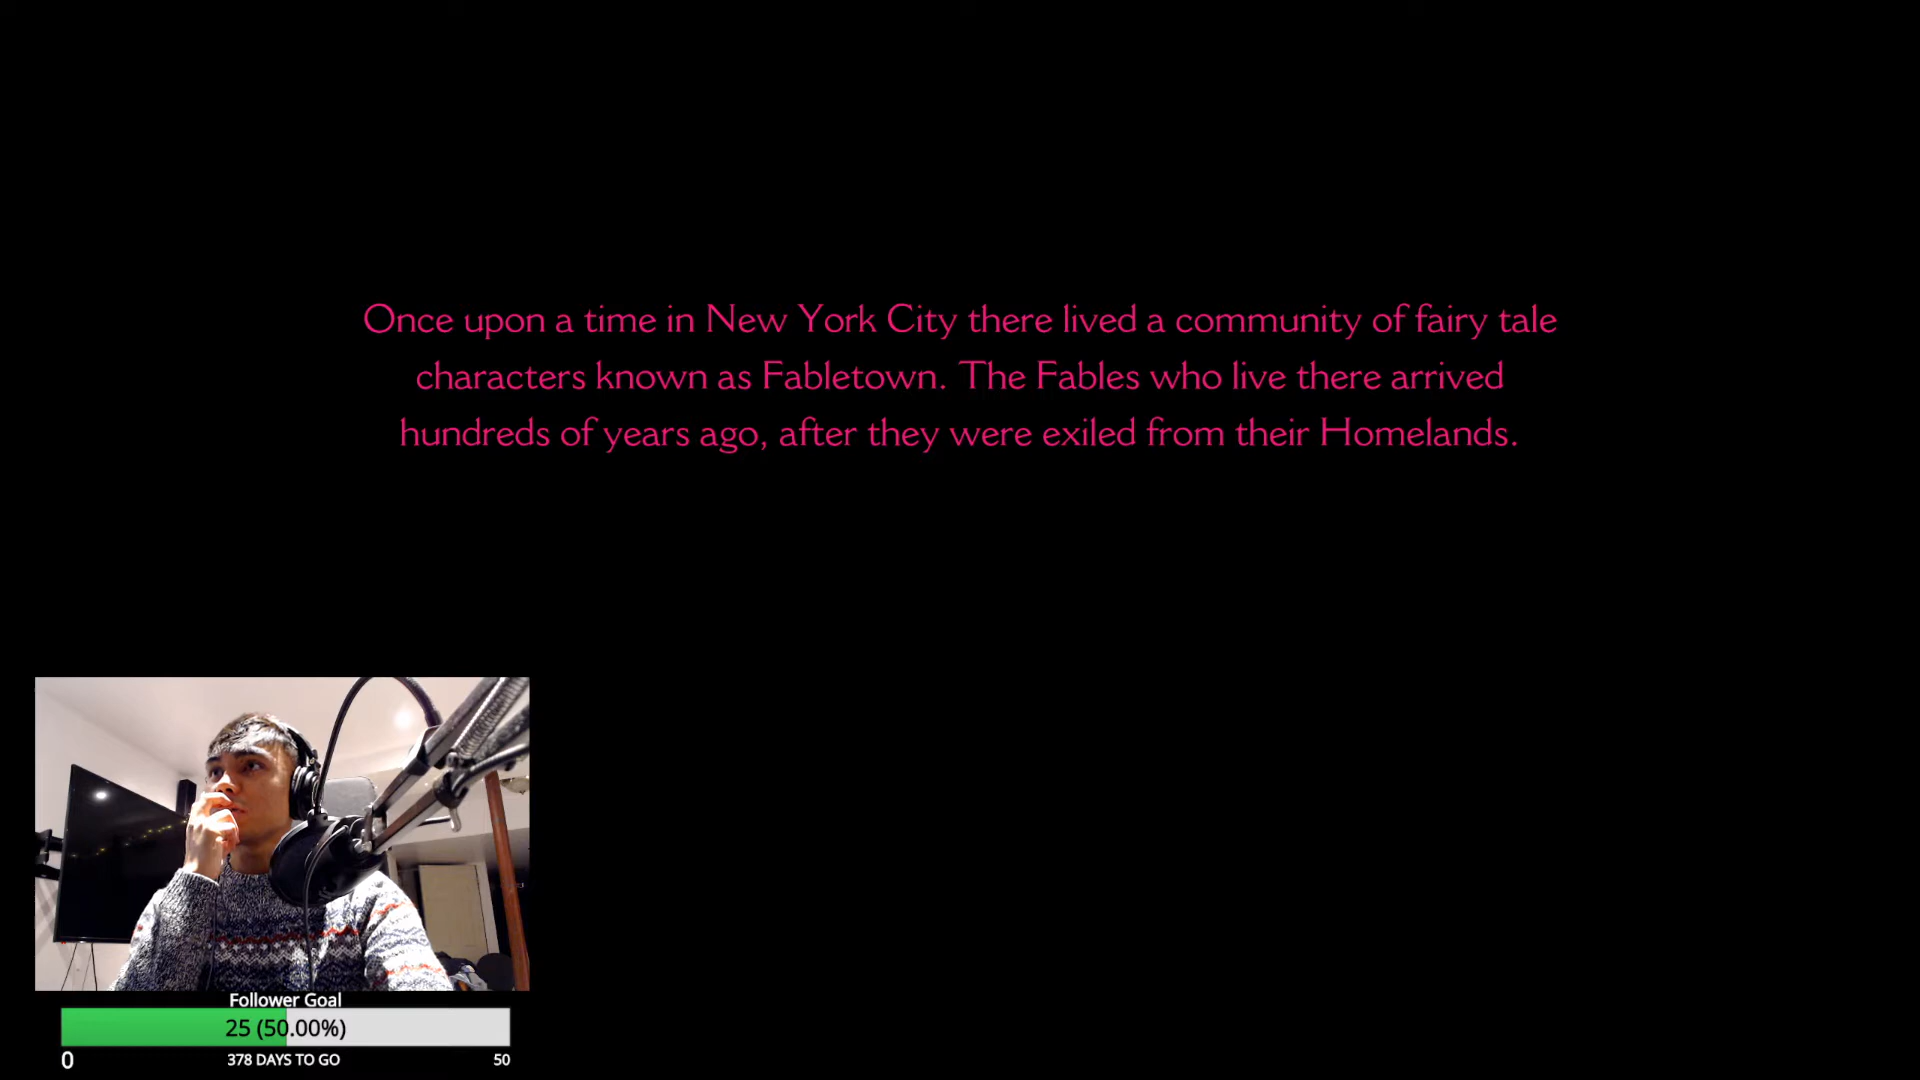 Once upon a time in New York City there lived a community of fairy tale
characters known as Fabletown. The Fables who live there arrived
hundreds of years ago, after they were exiled from their Homelands.
Follower Goal
25 (50.00%)
0
378 DAYS TO GO
50